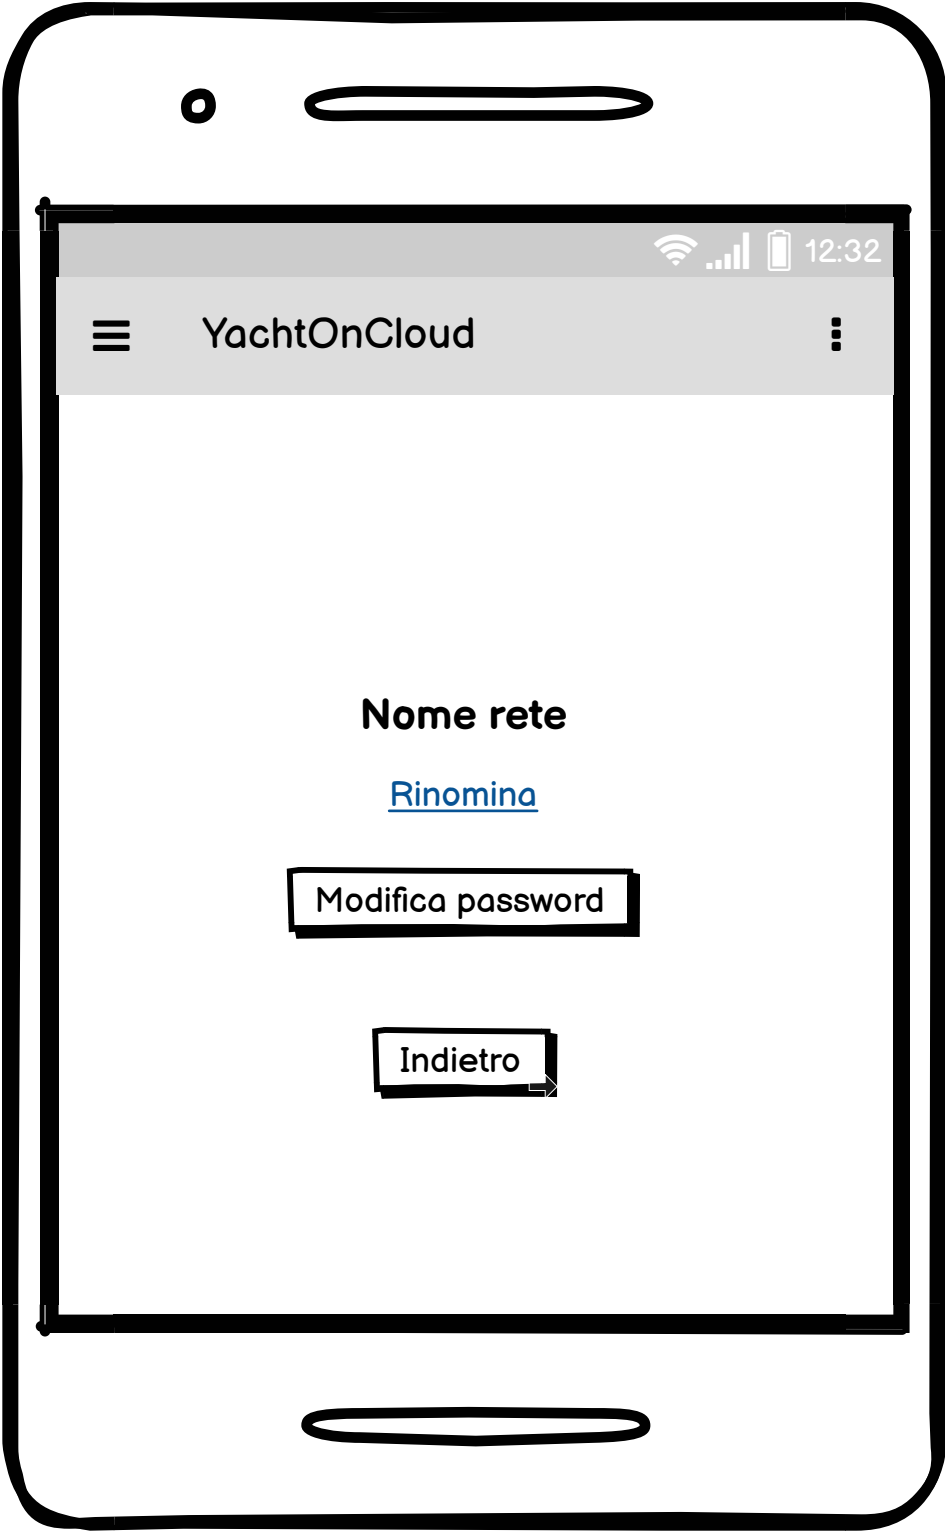 12:32
YachtOnCloud
Nome rete
Rinomina
Modifica password
Indietro